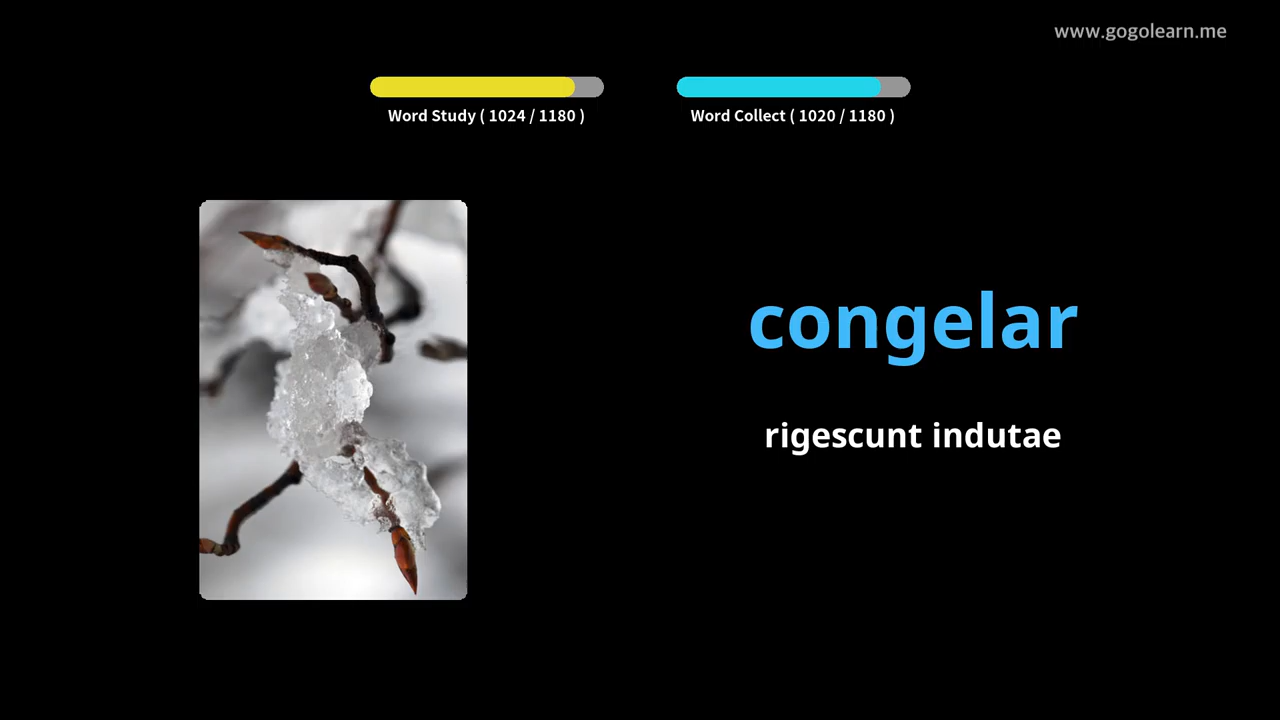 www.gogolearn.me
Word Study ( 1024 / 1180 )
Word Collect ( 1020 / 1180 )
congelar
rigescunt indutae